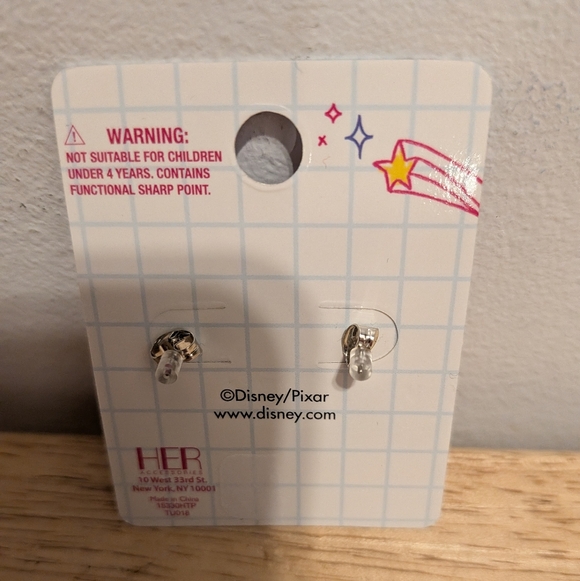 WARNING:
NOT SUITABLE FOR CHILDREN
UNDER 4 YEARS. CONTAINS
FUNCTIONAL SHARP POINT.
©Disney/Pixar
www.disney.com
HER
ACCESSORIES
10 West 33rd St.
New York, NY 10001
Made in China